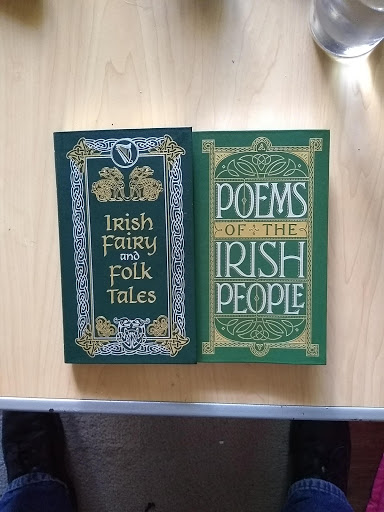 Irish
Fairy
and
Folk
Tales
POEMS
OF THE
IRISH
PEOPLE